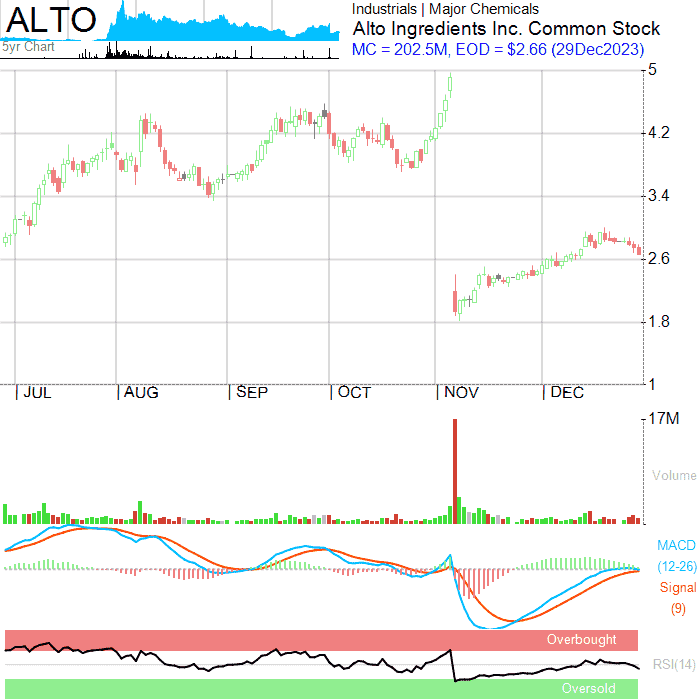 ALTO
5yr Chart
Industrials | Major Chemicals
Alto Ingredients Inc. Common Stock
MC = 202.5M, EOD = $2.66 (29Dec2023)
5
4.2
3.4
2.6
1.8
1
| JUL | AUG | SEP | OCT | NOV | DEC
17M
Volume
MACD
(12-26)
Signal
(9)
Overbought
RSI(14)
Oversold